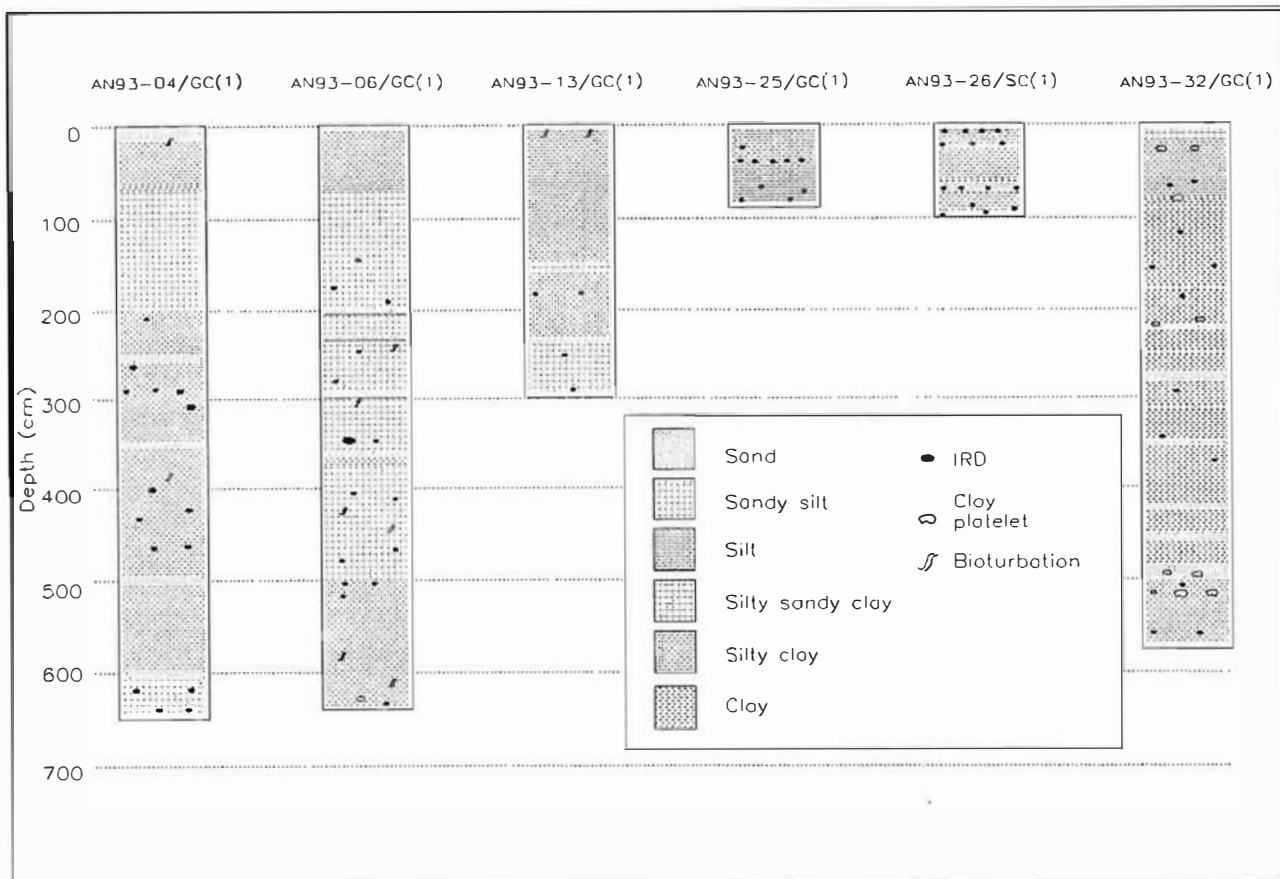 AN93-04/GC(1) AN93-06/GC(1) AN93-13/GC(1) AN93-25/GC(1) AN93-26/SC(1) AN93-32/GC(1)
0
100
200
300
400
500
600
700
Depth (cm)
Sand
Sandy silt
Silt
Silty sandy clay
Silty clay
Clay
IRD
Clay
platelet
Bioturbation